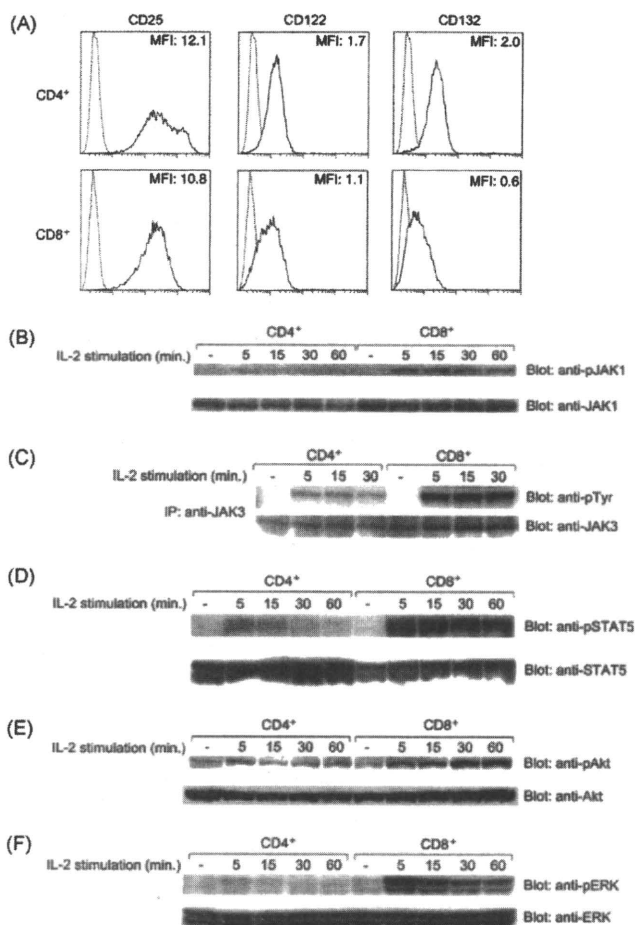 (A)
CD25 CD122 CD132
CD4+ MFI: 12.1 MFI: 1.7 MFI: 2.0
CD8+ MFI: 10.8 MFI: 1.1 MFI: 0.6
(B)
CD4+ CD8+
IL-2 stimulation (min.) - 5 15 30 60 - 5 15 30 60
Blot: anti-pJAK1
Blot: anti-JAK1
(C)
CD4+ CD8+
IL-2 stimulation (min.) - 5 15 30 - 5 15 30
Blot: anti-pTyr
IP: anti-JAK3
Blot: anti-JAK3
(D)
CD4+ CD8+
IL-2 stimulation (min.) - 5 15 30 60 - 5 15 30 60
Blot: anti-pSTAT5
Blot: anti-STAT5
(E)
CD4+ CD8+
IL-2 stimulation (min.) - 5 15 30 60 - 5 15 30 60
Blot: anti-pAkt
Blot: anti-Akt
(F)
CD4+ CD8+
IL-2 stimulation (min.) - 5 15 30 60 - 5 15 30 60
Blot: anti-pERK
Blot: anti-ERK